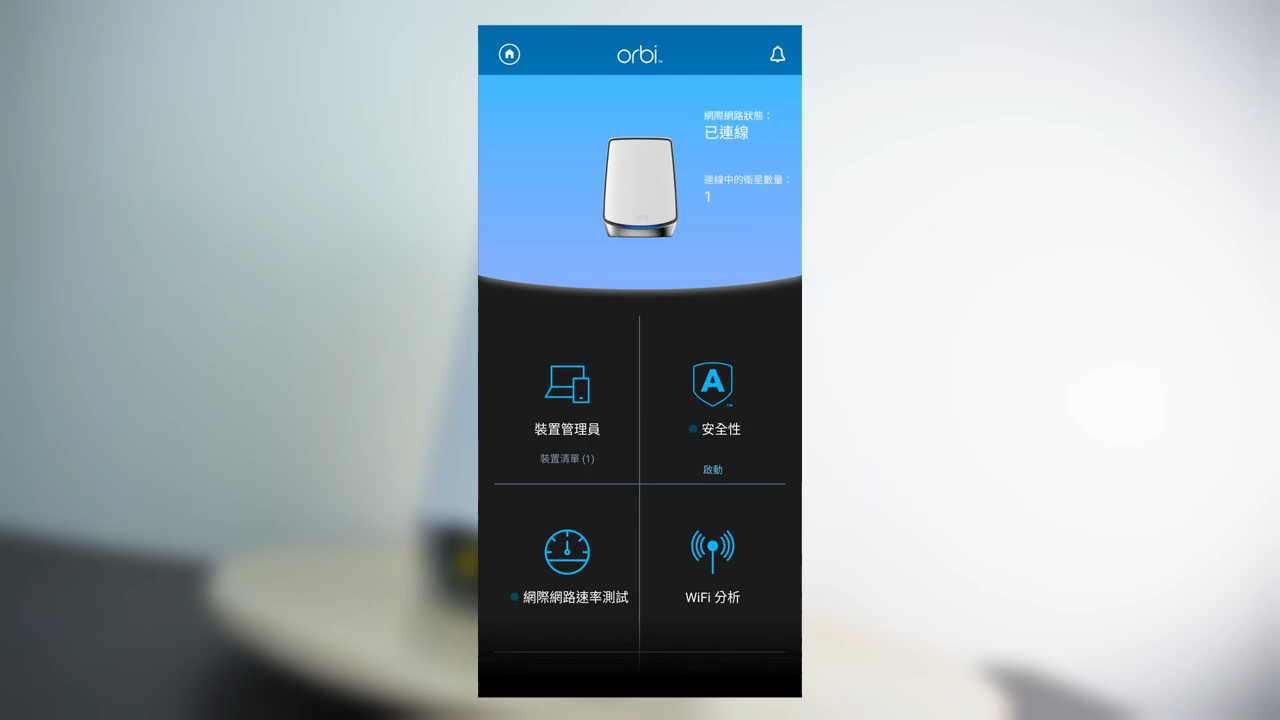 orbi™
網際網路狀態：
已連線
連線中的衛星數量：
1
A™
裝置管理員
安全性
裝置清單 (1)
啟動
網際網路速率測試
WiFi 分析